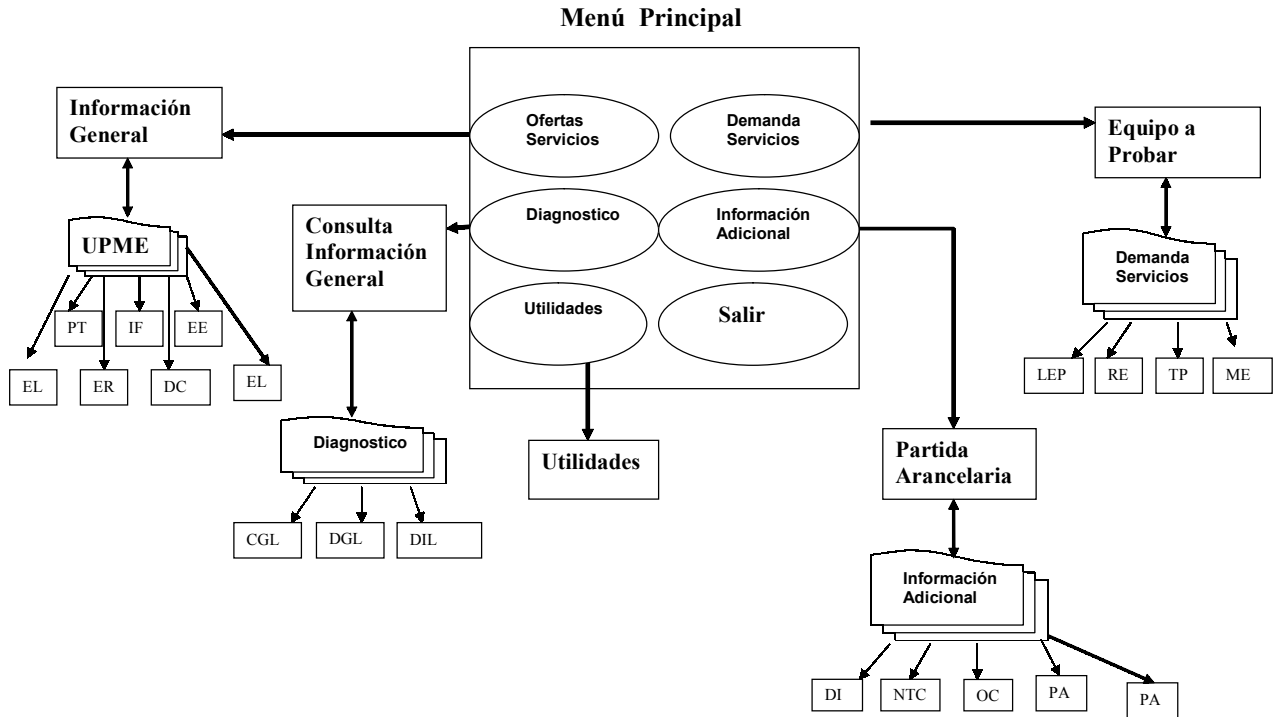 Menú Principal
Información
General
Ofertas
Servicios
Demanda
Servicios
Equipo a
Probar
Consulta
Información
General
Diagnostico
Información
Adicional
UPME
Demanda
Servicios
Utilidades
Salir
PT
IF
EE
EL
ER
DC
EL
LEP
RE
TP
ME
Diagnostico
Utilidades
Partida
Arancelaria
CGL
DGL
DIL
Información
Adicional
DI
NTC
OC
PA
PA